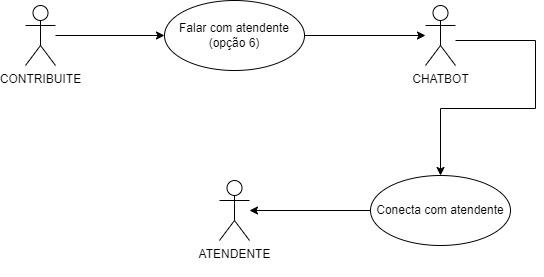 Falar com atendente
(opção 6)
CONTRIBUITE
CHATBOT
Conecta com atendente
ATENDENTE